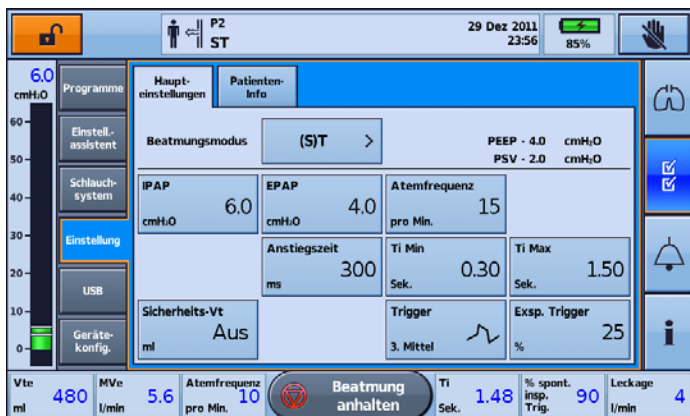 P2
ST
29 Dez 2011
23:56
85%
6.0
cmH₂O
60
50
40
30
20
10
0
Programme
Einstell.-
assistent
Schlauch-
system
Einstellung
USB
Geräte-
konfig.
Haupt-
einstellungen
Patienten-
Info
Beatmungsmodus
(S)T >
PEEP - 4.0 cmH₂O
PSV - 2.0 cmH₂O
IPAP
6.0
cmH₂O
EPAP
4.0
cmH₂O
Atemfrequenz
15
pro Min.
Anstiegszeit
300
ms
Ti Min
0.30
Sek.
Ti Max
1.50
Sek.
Sicherheits-Vt
Aus
ml
Trigger
3. Mittel
Exsp. Trigger
25
%
Vte
480
ml
MVe
5.6
l/min
Atemfrequenz
10
pro Min.
Beatmung
anhalten
Ti
1.48
Sek.
% spont.
insp.
Trig.
90
Leckage
4
l/min